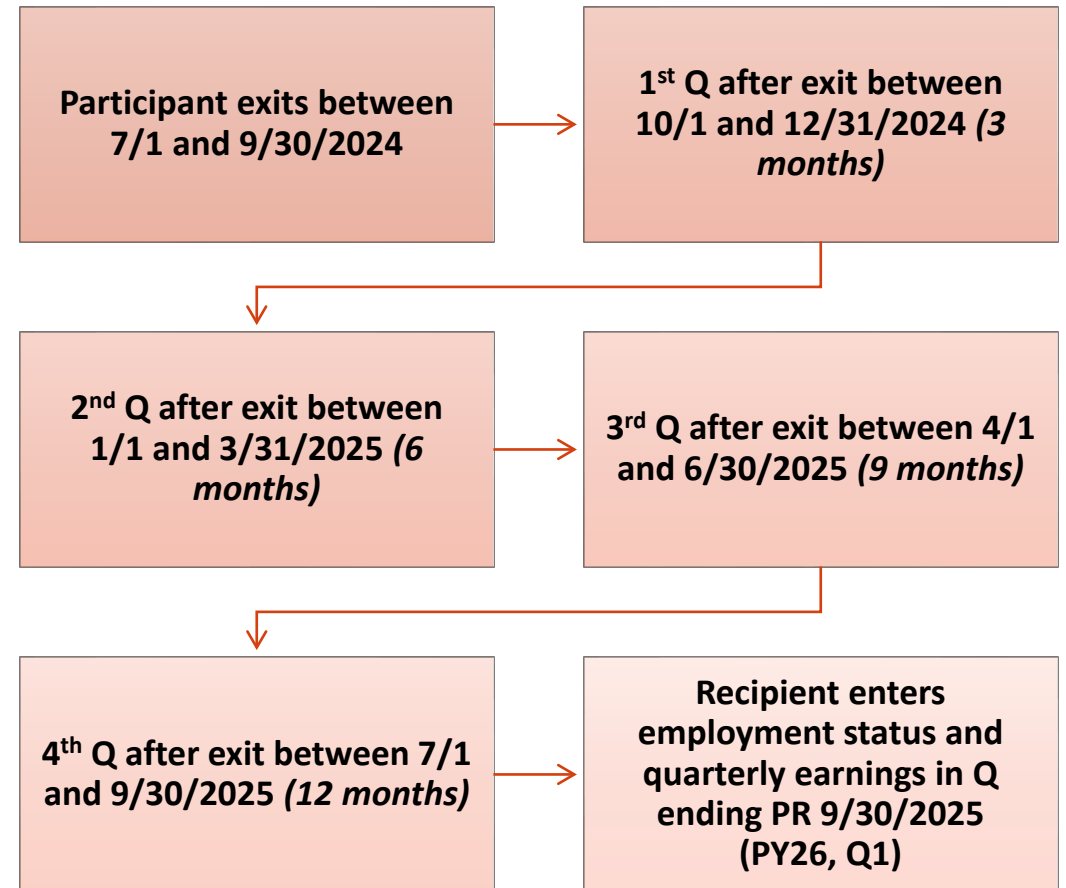 Participant exits between
7/1 and 9/30/2024
1st Q after exit between
10/1 and 12/31/2024 (3
months)
2nd Q after exit between
1/1 and 3/31/2025 (6
months)
3rd Q after exit between 4/1
and 6/30/2025 (9 months)
4th Q after exit between 7/1
and 9/30/2025 (12 months)
Recipient enters
employment status and
quarterly earnings in Q
ending PR 9/30/2025
(PY26, Q1)